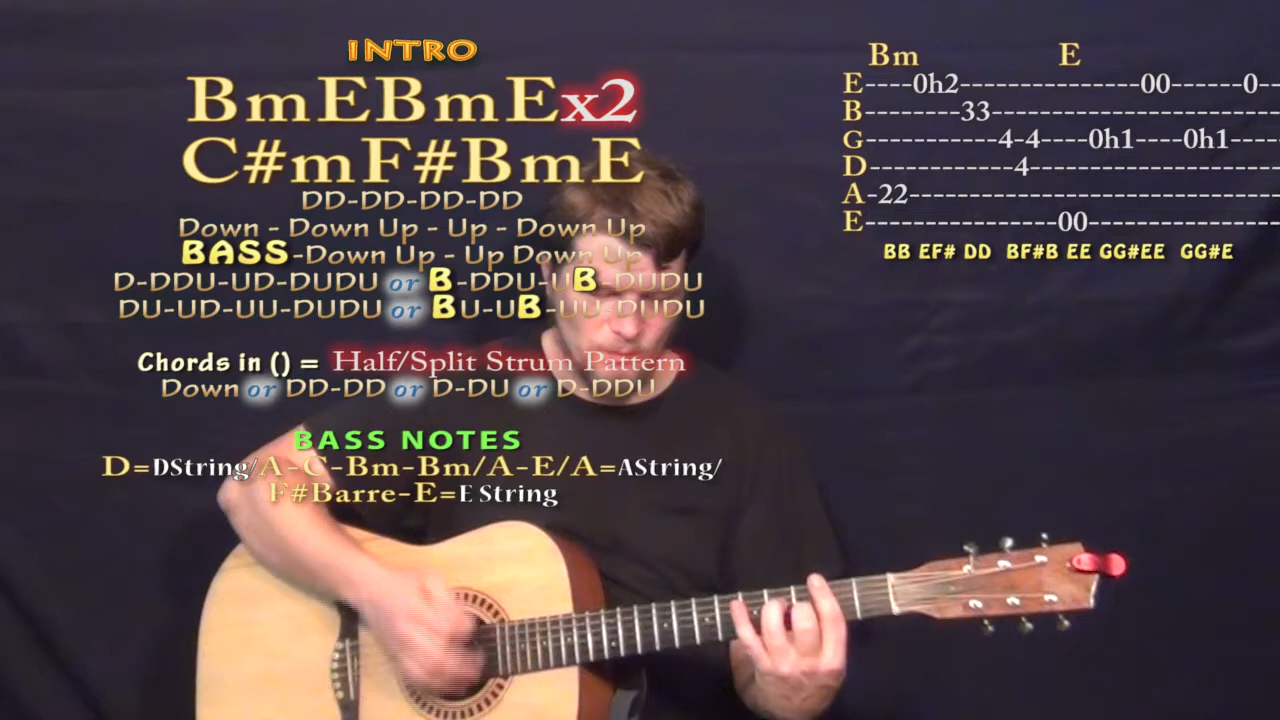 INTRO
BmEBmEx2
C#mF#BmE
DD-DD-DD-DD
Down - Down Up - Up - Down Up
BASS-Down Up - Up Down Up
D-DDU-UD-DUDU or B-DDU-UB-DUDU
DU-UD-UU-DUDU or BU-UB-UU-DUDU
Chords in () = Half/Split Strum Pattern
Down or DD-DD or D-DU or D-DDU
BASS NOTES
D=DString/A-C-Bm-Bm/A-E/A=AString/
F#Barre-E=E String
Bm E
E----0h2---------------00------0--
B--------33-----------------------
G-----------4-4----0h1----0h1-----
D-------------4-------------------
A-22------------------------------
E-----------------00--------------
BB EF# DD BF#B EE GG#EE GG#E